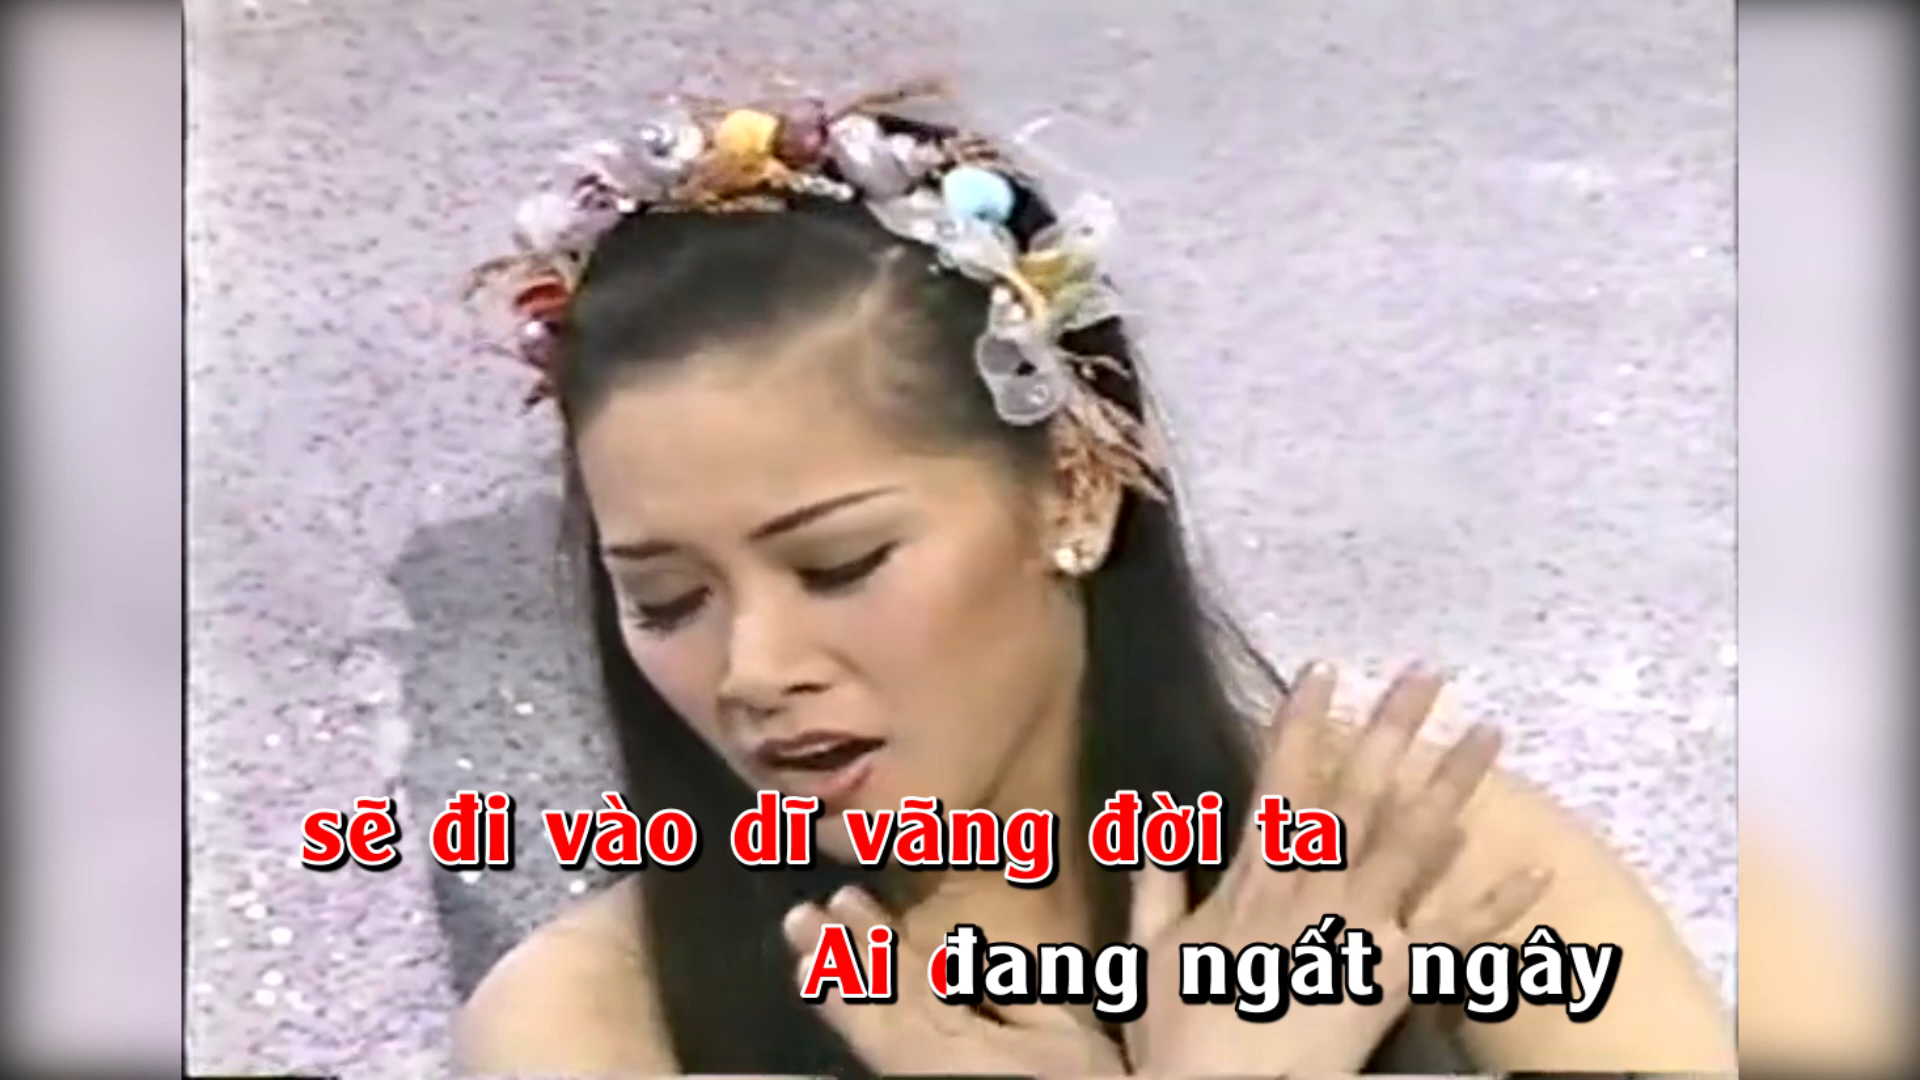 sẽ đi vào dĩ vãng đời ta
Ai đang ngất ngây